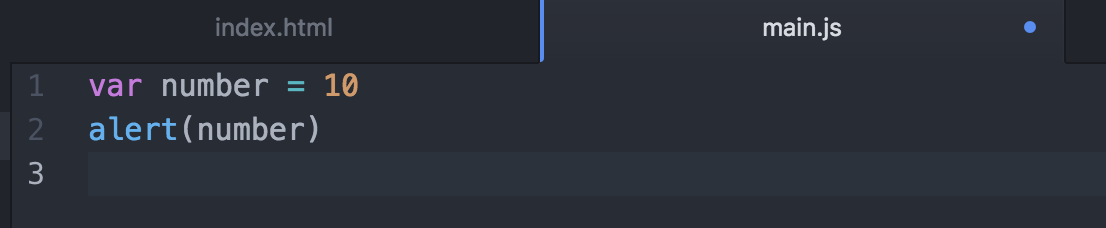 index.html main.js
1 var number = 10
2 alert(number)
3